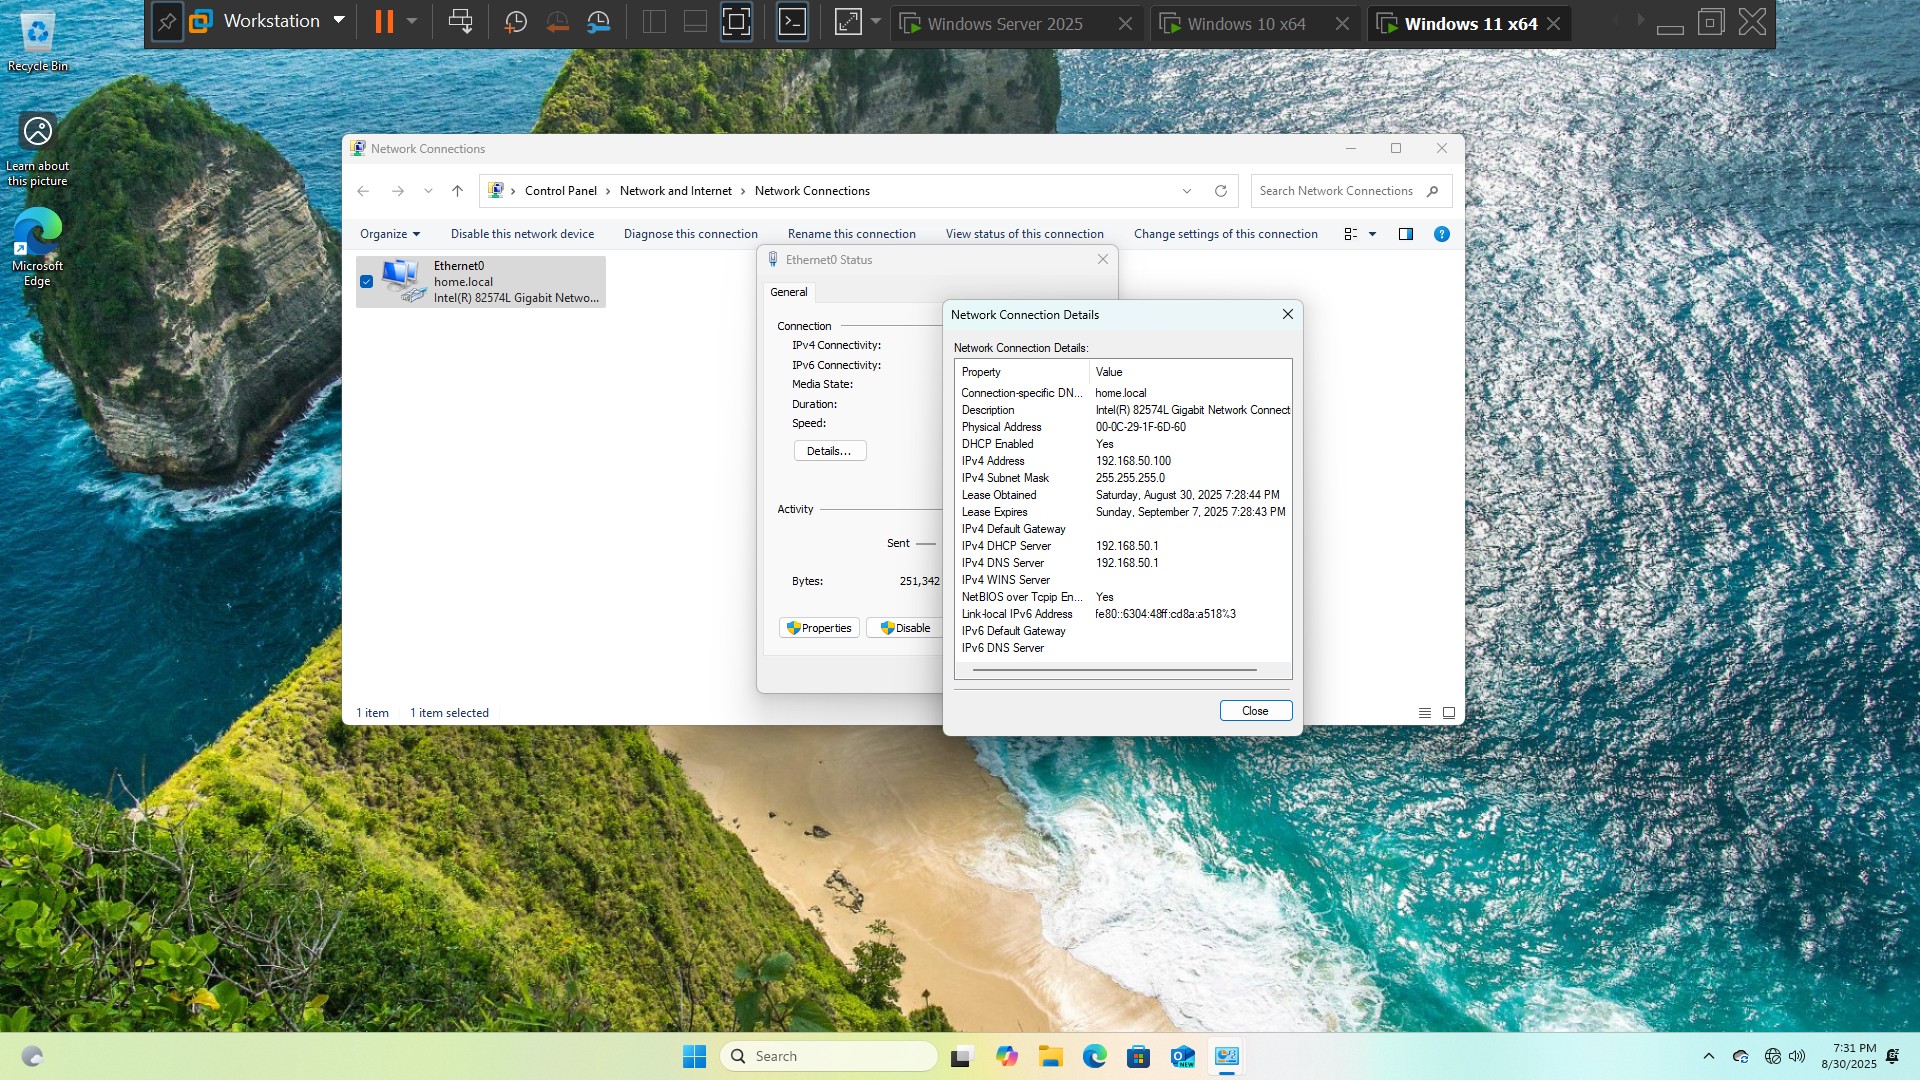 Workstation
Windows Server 2025
Windows 10 x64
Windows 11 x64
Recycle Bin
Learn about
this picture
Microsoft
Edge
Network Connections
Control Panel
Network and Internet
Network Connections
Search Network Connections
Organize
Disable this network device
Diagnose this connection
Rename this connection
View status of this connection
Change settings of this connection
Ethernet0
home.local
Intel(R) 82574L Gigabit Netwo...
Ethernet0 Status
General
Connection
IPv4 Connectivity:
IPv6 Connectivity:
Media State:
Duration:
Speed:
Details...
Activity
Sent
Bytes:
251,342
Properties
Disable
Network Connection Details
Network Connection Details:
Property Value
Connection-specific DN... home.local
Description Intel(R) 82574L Gigabit Network Connect
Physical Address 00-0C-29-1F-6D-60
DHCP Enabled Yes
IPv4 Address 192.168.50.100
IPv4 Subnet Mask 255.255.255.0
Lease Obtained Saturday, August 30, 2025 7:28:44 PM
Lease Expires Sunday, September 7, 2025 7:28:43 PM
IPv4 Default Gateway
IPv4 DHCP Server 192.168.50.1
IPv4 DNS Server 192.168.50.1
IPv4 WINS Server
NetBIOS over Tcpip En... Yes
Link-local IPv6 Address fe80::6304:48ff:cd8a:a518%3
IPv6 Default Gateway
IPv6 DNS Server
Close
1 item
1 item selected
Search
7:31 PM
8/30/2025